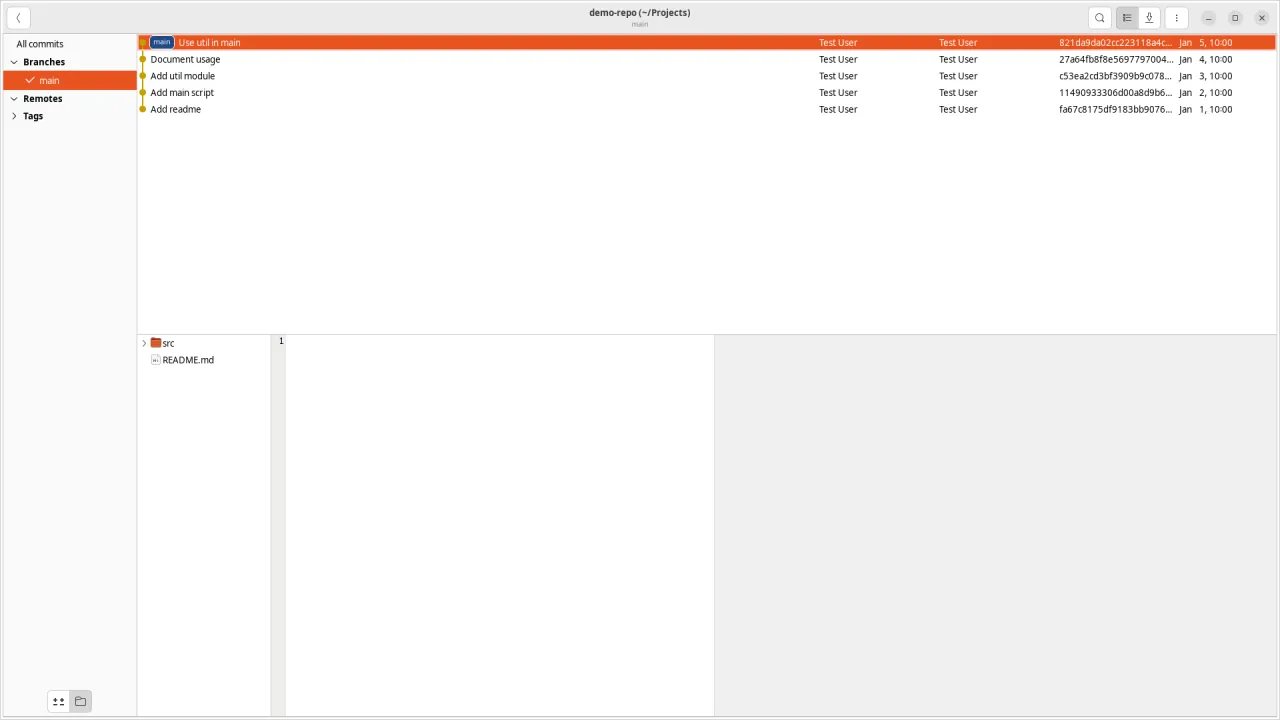 demo-repo (~/Projects)
main
All commits
Branches
main
Remotes
Tags
main Use util in main Test User Test User 821da9da02cc223118a4c... Jan 5, 10:00
Document usage Test User Test User 27a64fb8f8e5697797004... Jan 4, 10:00
Add util module Test User Test User c53ea2cd3bf3909b9c078... Jan 3, 10:00
Add main script Test User Test User 11490933306d00a8d9b6... Jan 2, 10:00
Add readme Test User Test User fa67c8175df9183bb9076... Jan 1, 10:00
src
README.md
1